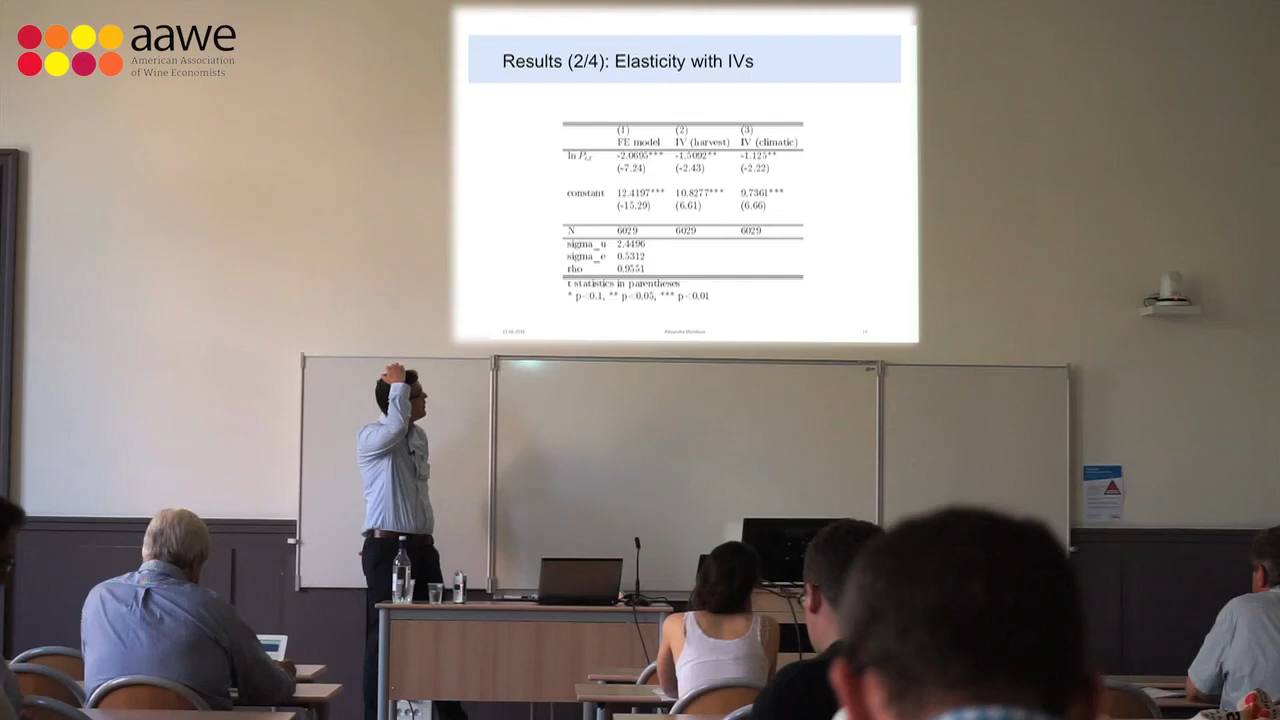 aawe
American Association
of Wine Economists
Results (2/4): Elasticity with IVs
(1) (2) (3)
FE model IV (harvest) IV (climatic)
ln P -2.0695*** -1.5092** -1.125**
(-7.24) (-2.43) (-2.22)
constant 12.4197*** 10.8277*** 9.7361***
(-15.29) (6.61) (6.66)
N 6029 6029 6029
sigma_u 2.4496
sigma_e 0.5312
rho 0.9551
t statistics in parentheses
* p<0.1, ** p<0.05, *** p<0.01